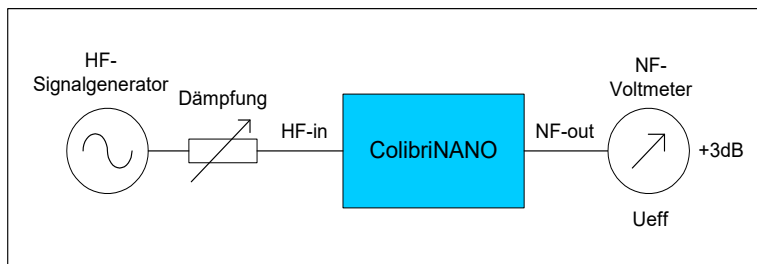 HF-
Signalgenerator
Dämpfung
HF-in
ColibriNANO
NF-out
NF-
Voltmeter
+3dB
Ueff